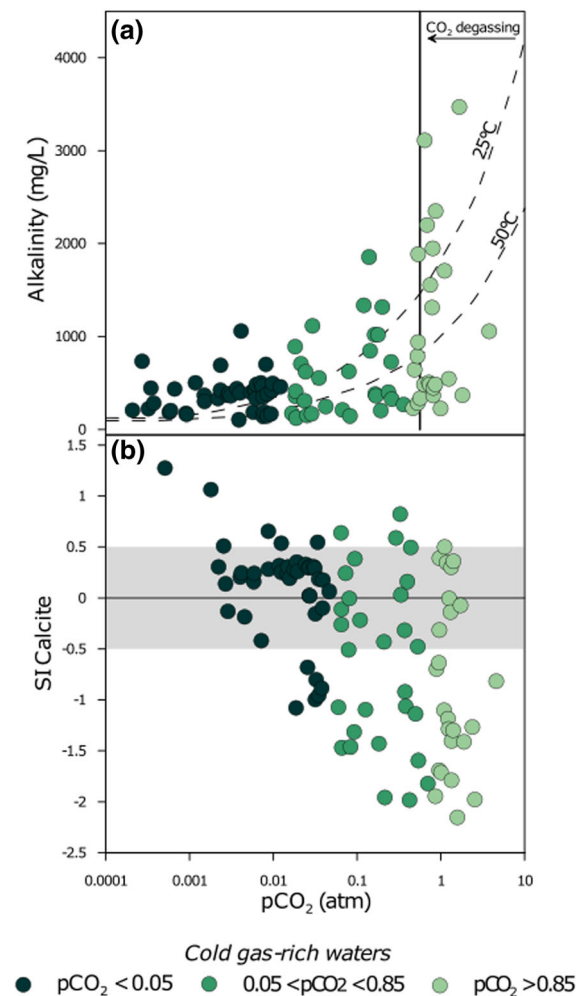 (a)
CO2 degassing
4000
3000
2000
1000
0
Alkalinity (mg/L)
25ºC
50ºC
(b)
1.5
1
0.5
0
-0.5
-1
-1.5
-2
-2.5
SI Calcite
0.0001 0.001 0.01 0.1 1 10
pCO2 (atm)
Cold gas-rich waters
pCO2 < 0.05 0.05 <pCO2 <0.85 pCO2 >0.85